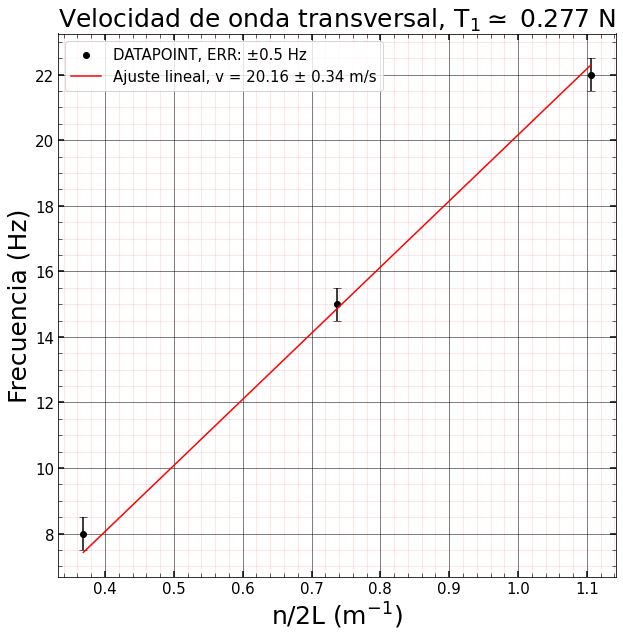 Velocidad de onda transversal, T₁ ≃ 0.277 N
DATAPOINT, ERR: ±0.5 Hz
Ajuste lineal, v = 20.16 ± 0.34 m/s
Frecuencia (Hz)
22
20
18
16
14
12
10
8
0.4 0.5 0.6 0.7 0.8 0.9 1.0 1.1
n/2L (m⁻¹)